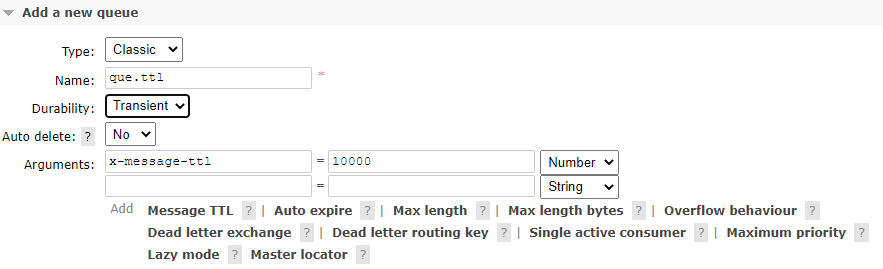 Add a new queue
Type: Classic
Name: que.ttl *
Durability: Transient
Auto delete: ? No
Arguments: x-message-ttl = 10000 Number
= String
Add Message TTL ? | Auto expire ? | Max length ? | Max length bytes ? | Overflow behaviour ?
Dead letter exchange ? | Dead letter routing key ? | Single active consumer ? | Maximum priority ?
Lazy mode ? Master locator ?